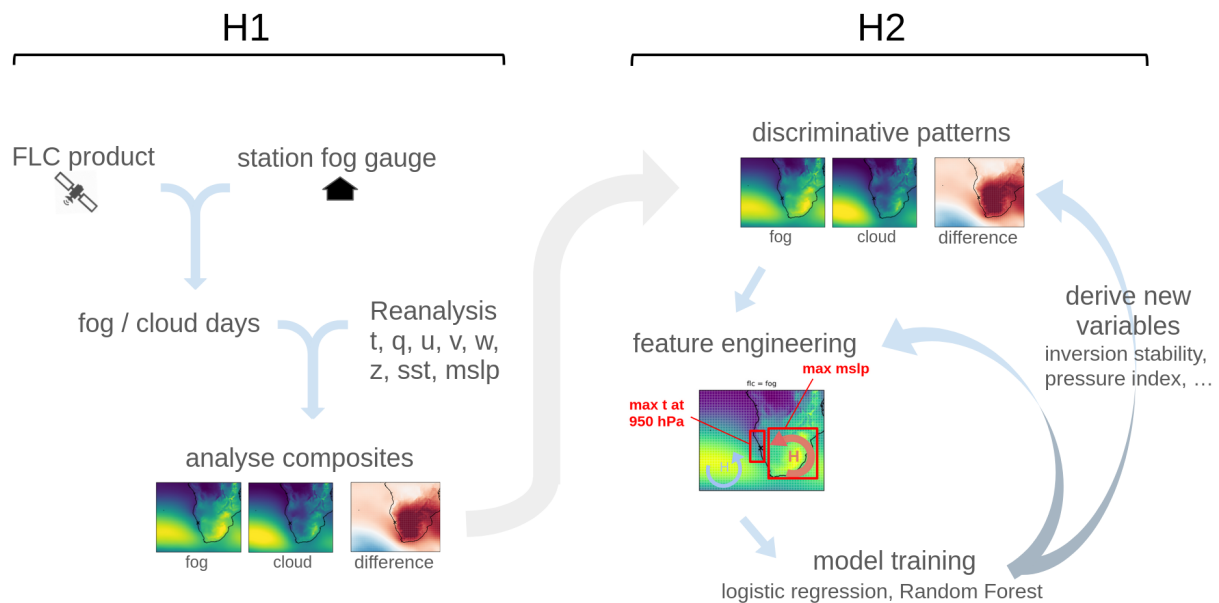 H1
FLC product
station fog gauge
fog / cloud days
Reanalysis
t, q, u, v, w,
z, sst, mslp
analyse composites
fog
cloud
difference
H2
discriminative patterns
fog
cloud
difference
derive new
variables
inversion stability,
pressure index, ...
feature engineering
flc = fog
max mslp
max t at
950 hPa
H
H
model training
logistic regression, Random Forest